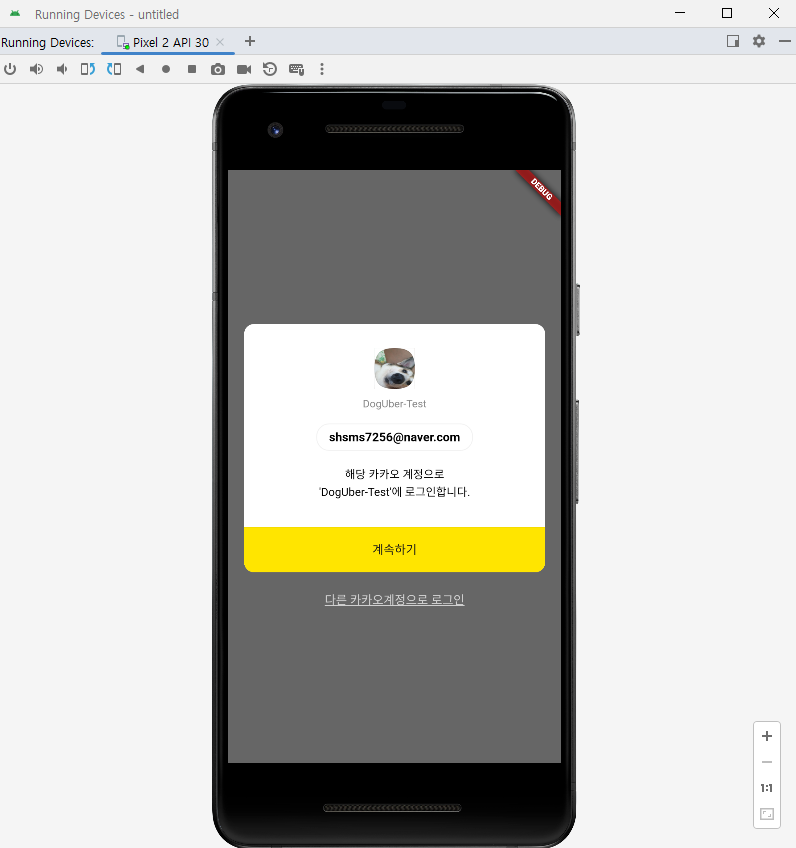 Running Devices - untitled
Running Devices: Pixel 2 API 30
DEBUG
DogUber-Test
shsms7256@naver.com
해당 카카오 계정으로
'DogUber-Test'에 로그인합니다.
계속하기
다른 카카오계정으로 로그인
1:1